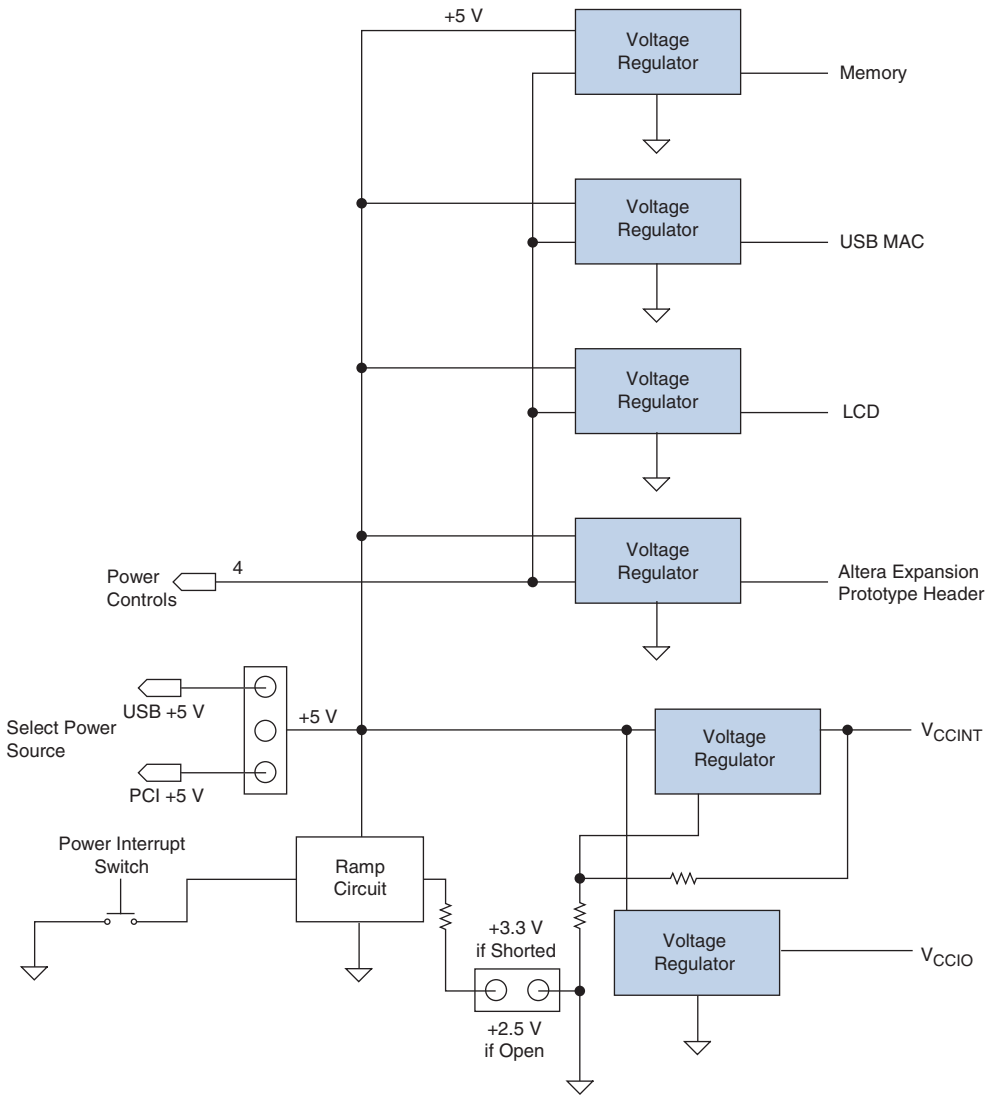 +5 V
Voltage
Regulator
Memory
Voltage
Regulator
USB MAC
Voltage
Regulator
LCD
Voltage
Regulator
Altera Expansion
Prototype Header
Power
Controls
4
USB +5 V
Select Power
Source
PCI +5 V
+5 V
Voltage
Regulator
VCCINT
Power Interrupt
Switch
Ramp
Circuit
+3.3 V
if Shorted
+2.5 V
if Open
Voltage
Regulator
VCCIO